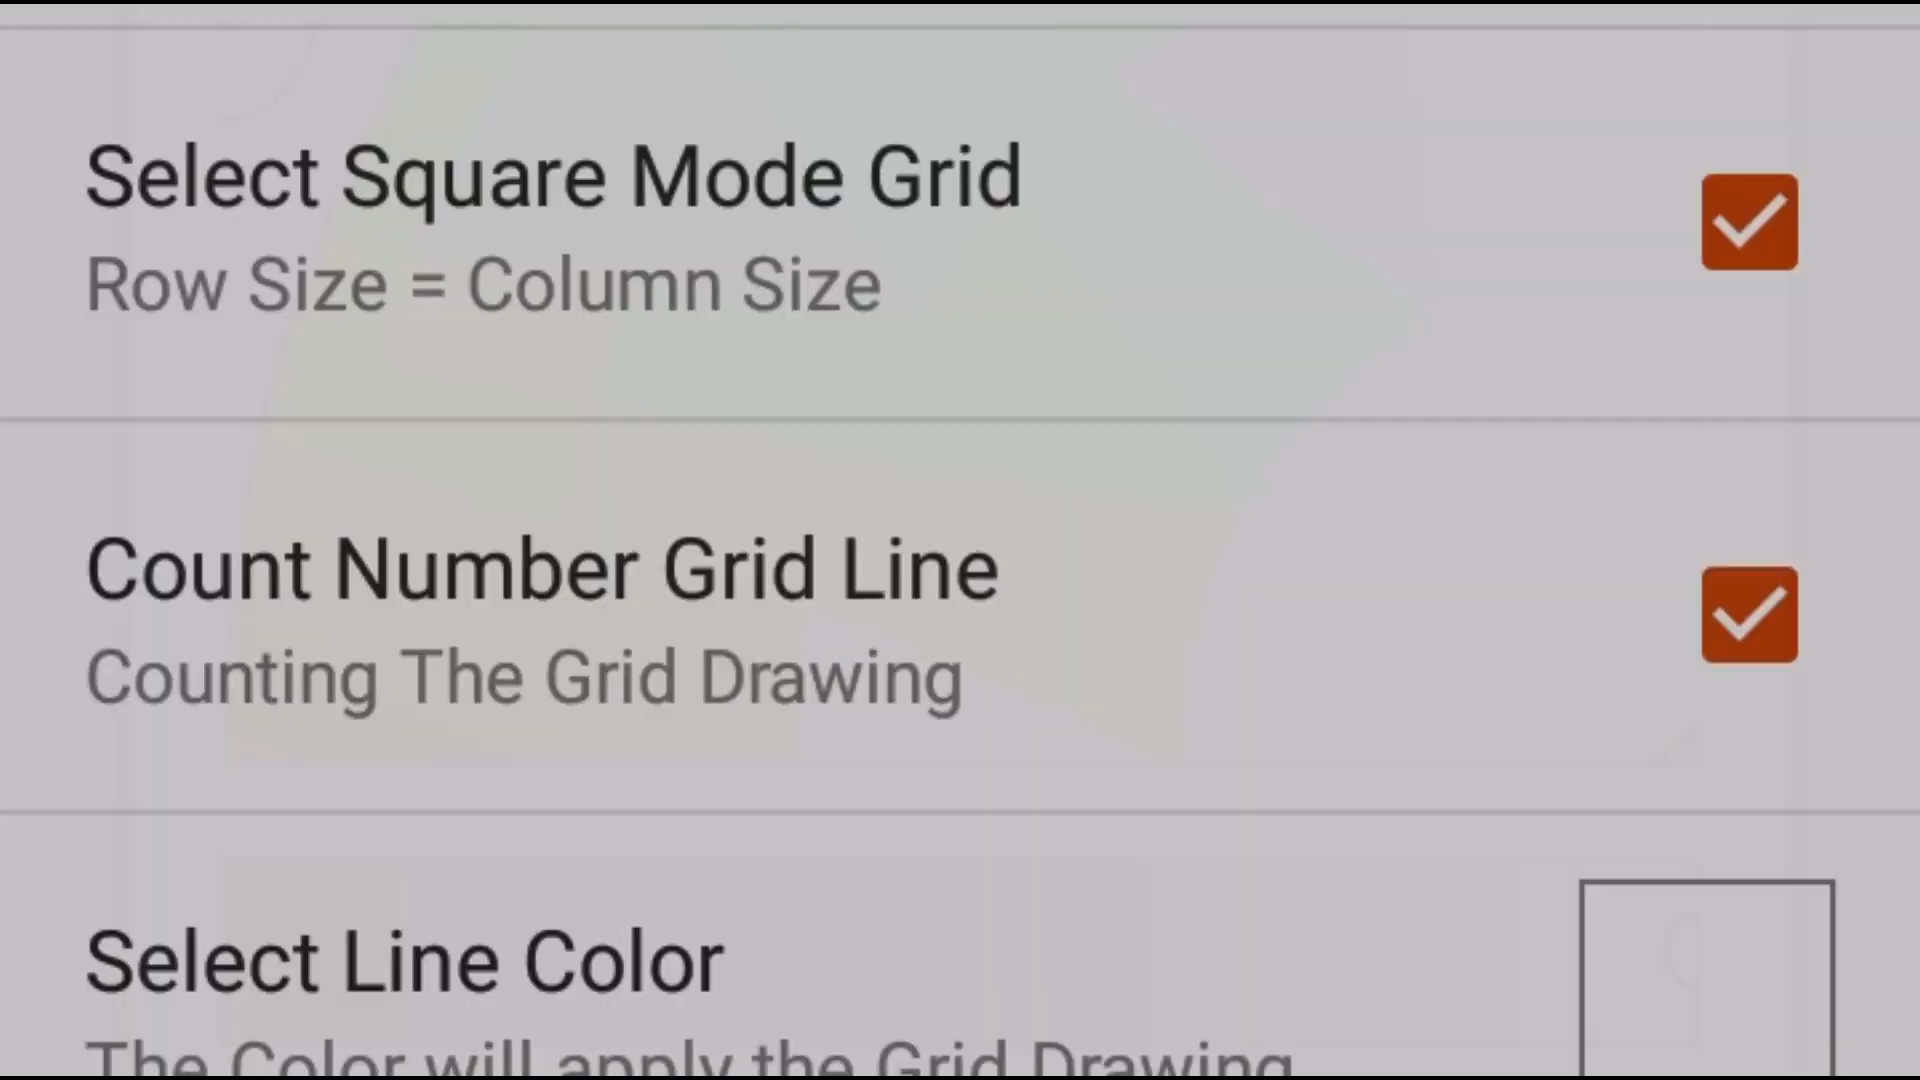 Select Square Mode Grid
Row Size = Column Size
Count Number Grid Line
Counting The Grid Drawing
Select Line Color
The Color will apply the Grid Drawing